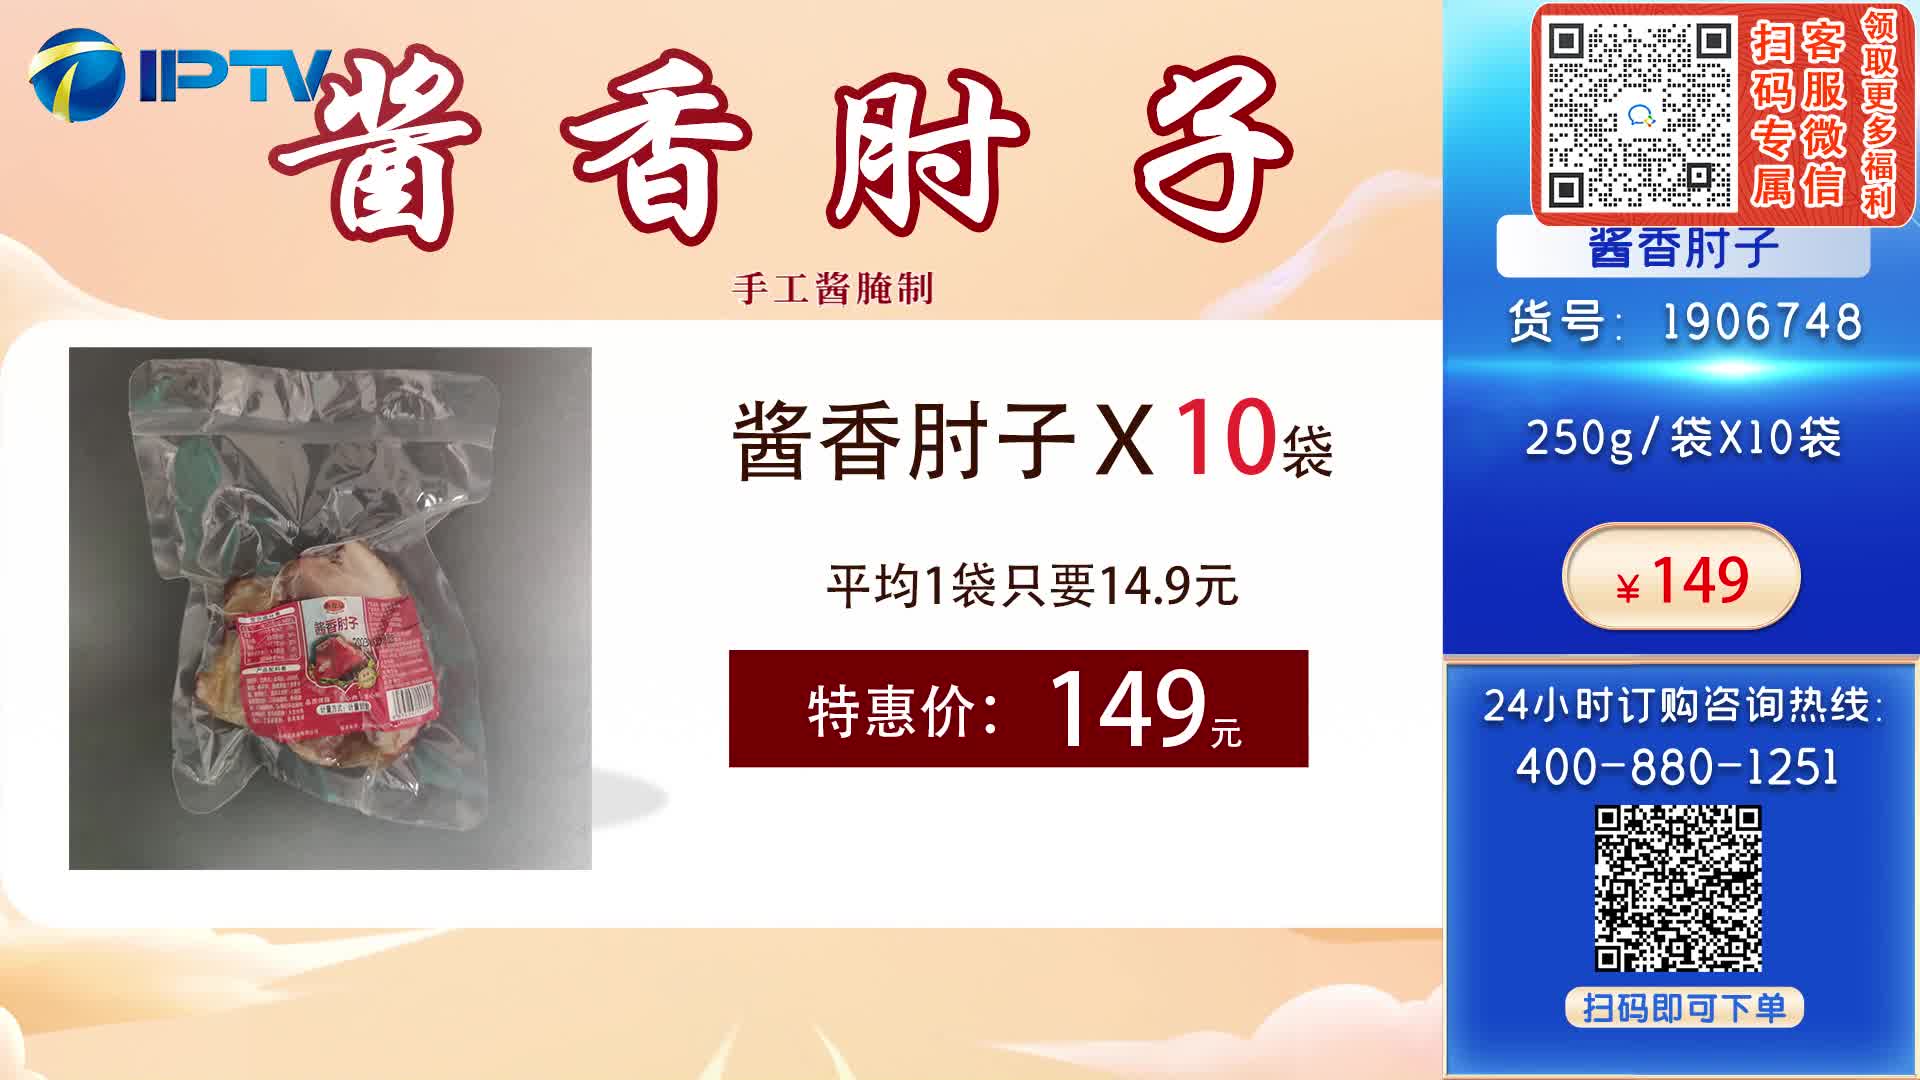 IPTV
酱香肘子
手工酱腌制
酱香肘子
计量方式:
酱香肘子X10袋
平均1袋只要14.9元
特惠价：149元
领取更多福利
客服微信
扫码专属
酱香肘子
货号：1906748
250g/袋X10袋
¥149
24小时订购咨询热线：
400-880-1251
扫码即可下单